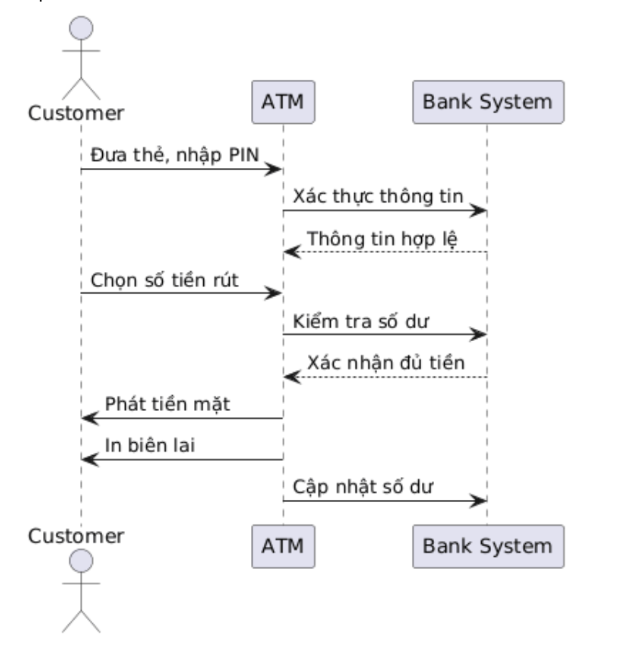 Customer
ATM
Bank System
Đưa thẻ, nhập PIN
Xác thực thông tin
Thông tin hợp lệ
Chọn số tiền rút
Kiểm tra số dư
Xác nhận đủ tiền
Phát tiền mặt
In biên lai
Cập nhật số dư
Customer
ATM
Bank System